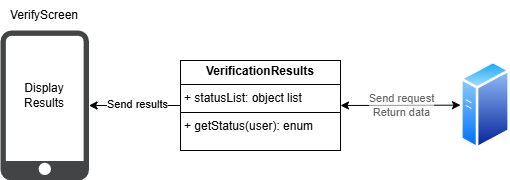 VerifyScreen
Display
Results
Send results
VerificationResults
+ statusList: object list
+ getStatus(user): enum
Send request
Return data